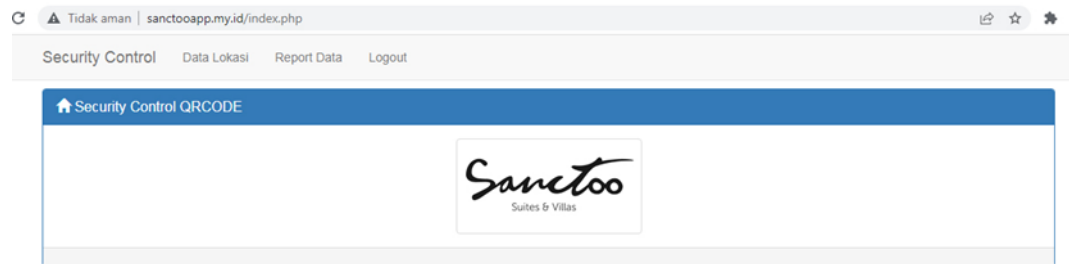 Tidak aman | sanctooapp.my.id/index.php
Security Control Data Lokasi Report Data Logout
Security Control QRCODE
Sanctoo
Suites & Villas